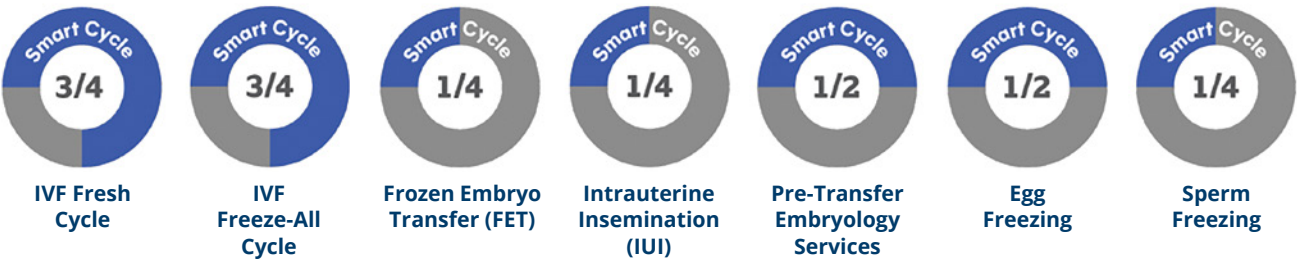 Smart Cycle
3/4
IVF Fresh
Cycle
Smart Cycle
3/4
IVF
Freeze-All
Cycle
Smart Cycle
1/4
Frozen Embryo
Transfer (FET)
Smart Cycle
1/4
Intrauterine
Insemination
(IUI)
Smart Cycle
1/2
Pre-Transfer
Embryology
Services
Smart Cycle
1/2
Egg
Freezing
Smart Cycle
1/4
Sperm
Freezing